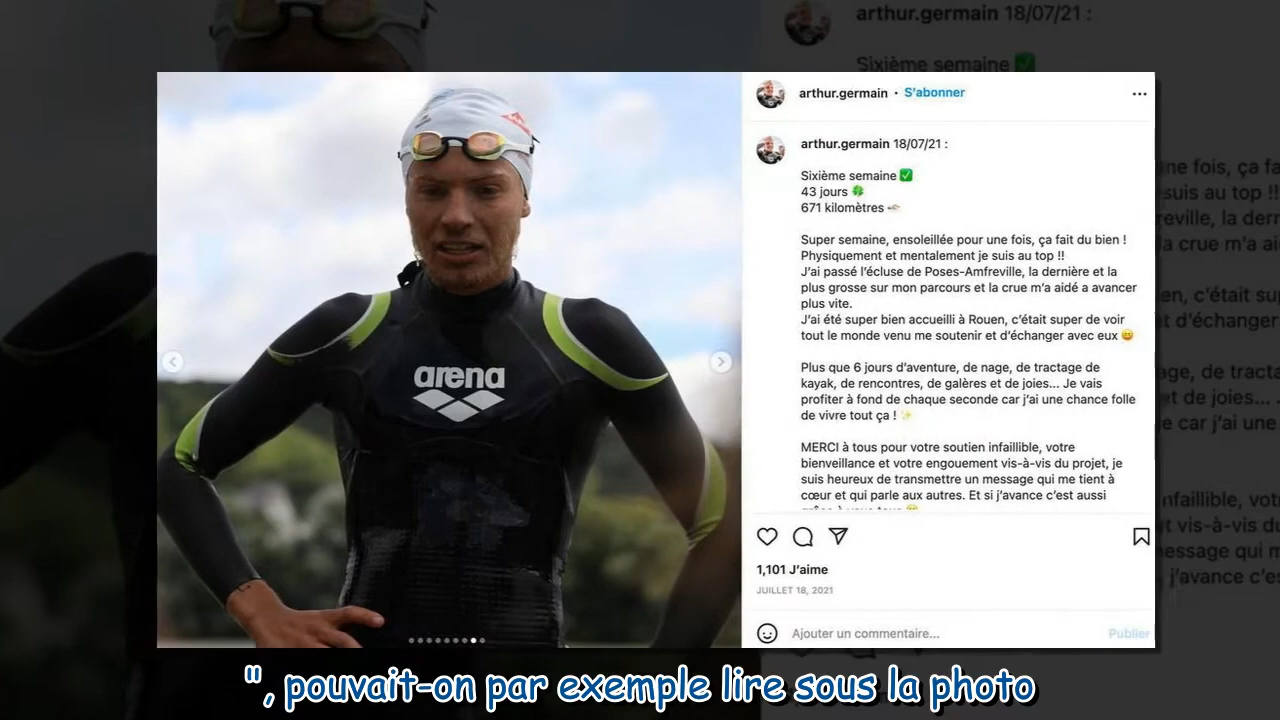 arthur.germain 18/07/21 :
Sixième semaine ✅
arthur.germain • S'abonner
arthur.germain 18/07/21 :
Sixième semaine ✅
43 jours 🍀
671 kilomètres
Super semaine, ensoleillée pour une fois, ça fait du bien !
Physiquement et mentalement je suis au top !!
J'ai passé l'écluse de Poses-Amfreville, la dernière et la
plus grosse sur mon parcours et la crue m'a aidé a avancer
plus vite.
J'ai été super bien accueilli à Rouen, c'était super de voir
tout le monde venu me soutenir et d'échanger avec eux 😄
Plus que 6 jours d'aventure, de nage, de tractage de
kayak, de rencontres, de galères et de joies... Je vais
profiter à fond de chaque seconde car j'ai une chance folle
de vivre tout ça ! ✨
MERCI à tous pour votre soutien infaillible, votre
bienveillance et votre engouement vis-à-vis du projet, je
suis heureux de transmettre un message qui me tient à
cœur et qui parle aux autres. Et si j'avance c'est aussi
1,101 J'aime
JUILLET 18, 2021
Ajouter un commentaire...
Publier
arena
", pouvait-on par exemple lire sous la photo